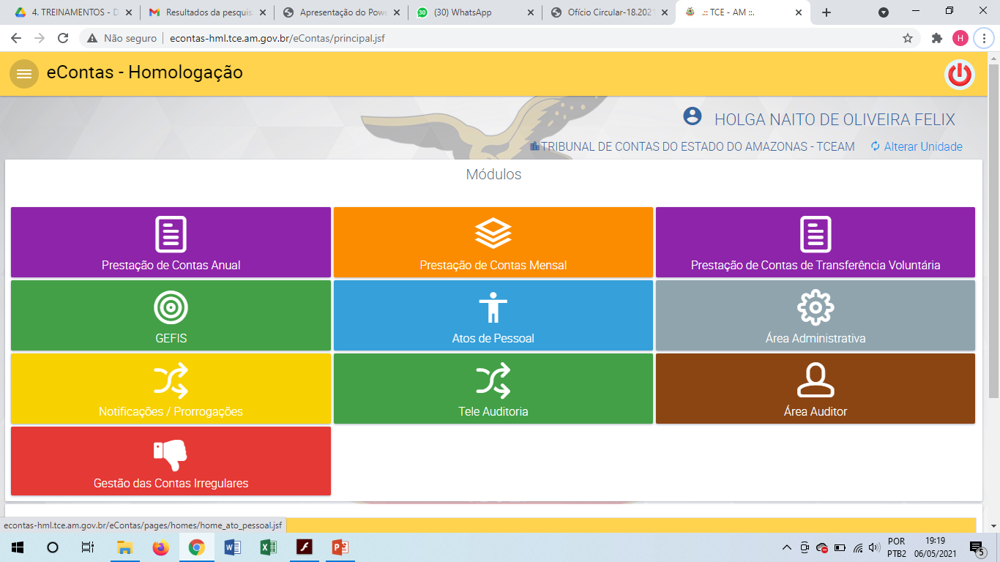 4. TREINAMENTOS - D
Resultados da pesquis
Apresentação do Pow
(30) WhatsApp
Ofício Circular-18.2021
.:: TCE - AM ::.
Não seguro
econtas-hml.tce.am.gov.br/eContas/principal.jsf
H
eContas - Homologação
HOLGA NAITO DE OLIVEIRA FELIX
TRIBUNAL DE CONTAS DO ESTADO DO AMAZONAS - TCEAM
Alterar Unidade
Módulos
Prestação de Contas Anual
Prestação de Contas Mensal
Prestação de Contas de Transferência Voluntária
GEFIS
Atos de Pessoal
Área Administrativa
Notificações / Prorrogações
Tele Auditoria
Área Auditor
Gestão das Contas Irregulares
econtas-hml.tce.am.gov.br/eContas/pages/homes/home_ato_pessoal.jsf
POR
PTB2
19:19
06/05/2021
5